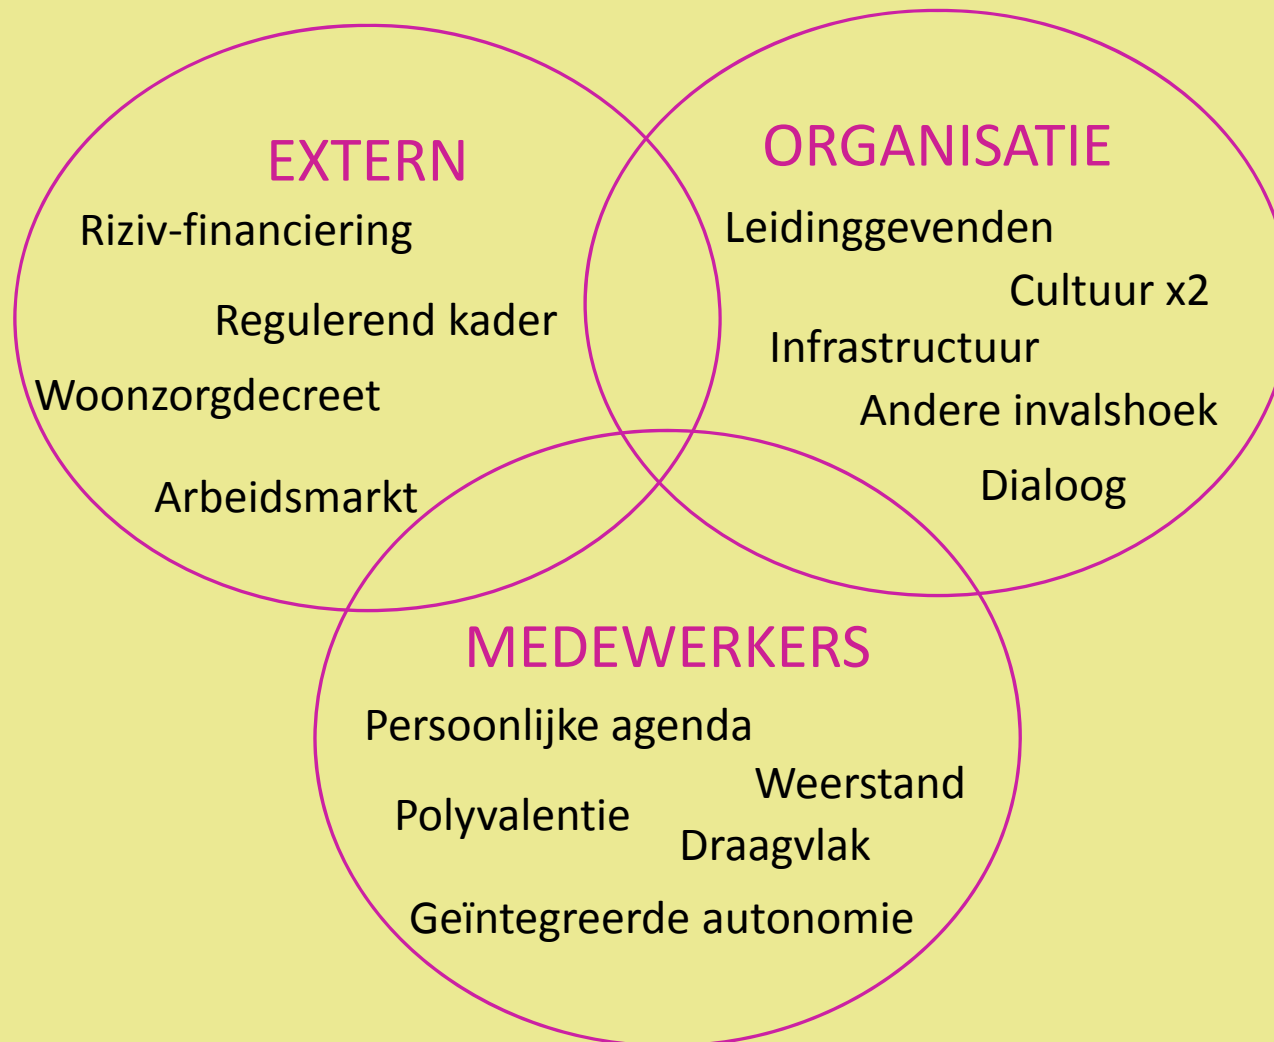 EXTERN
Riziv-financiering
Regulerend kader
Woonzorgdecreet
Arbeidsmarkt
ORGANISATIE
Leidinggevenden
Cultuur x2
Infrastructuur
Andere invalshoek
Dialoog
MEDEWERKERS
Persoonlijke agenda
Weerstand
Polyvalentie
Draagvlak
Geïntegreerde autonomie